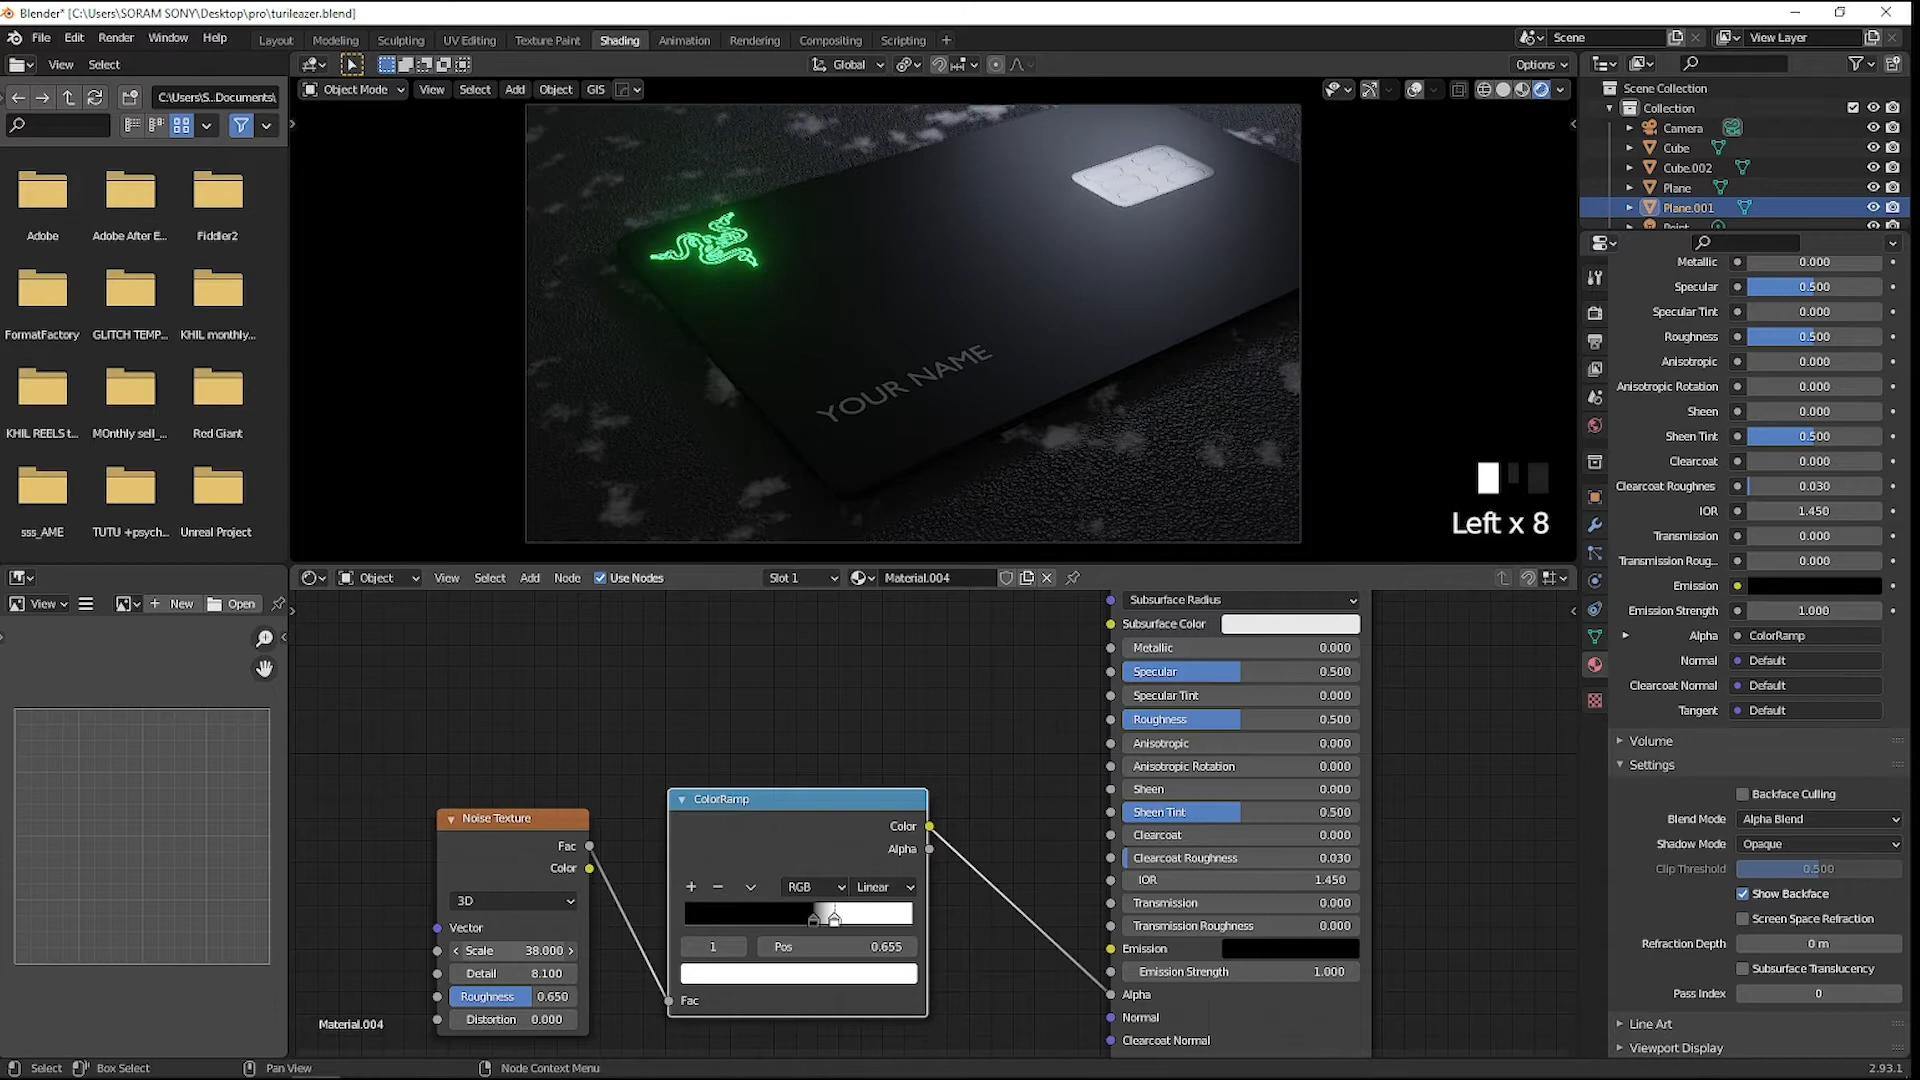 Blender* [C:\Users\SORAM SONY\Desktop\pro\turileazer.blend]
File Edit Render Window Help Layout Modeling Sculpting UV Editing Texture Paint Shading Animation Rendering Compositing Scripting + Scene View Layer
View Select Global Options
C:\Users\S..Documents\ Object Mode View Select Add Object GIS
Scene Collection
Collection
Camera
Cube
Cube.002
Plane
Plane.001
Adobe Adobe After E... Fiddler2
FormatFactory GLITCH TEMP... KHIL monthly...
KHIL REELS t... MOnthly sell_... Red Giant
sss_AME TUTU +psych... Unreal Project
YOUR NAME
Left x 8
Metallic 0.000
Specular 0.500
Specular Tint 0.000
Roughness 0.500
Anisotropic 0.000
Anisotropic Rotation 0.000
Sheen 0.000
Sheen Tint 0.500
Clearcoat 0.000
Clearcoat Roughnes 0.030
IOR 1.450
Transmission 0.000
Transmission Roug... 0.000
Emission
Emission Strength 1.000
Alpha ColorRamp
Normal Default
Clearcoat Normal Default
Tangent Default
Volume
Settings
Backface Culling
Blend Mode Alpha Blend
Shadow Mode Opaque
Clip Threshold 0.500
Show Backface
Screen Space Refraction
Refraction Depth 0 m
Subsurface Translucency
Pass Index 0
Line Art
Viewport Display
Object View Select Add Node Use Nodes Slot 1 Material.004
View + New Open
Subsurface Radius
Subsurface Color
Metallic 0.000
Specular 0.500
Specular Tint 0.000
Roughness 0.500
Anisotropic 0.000
Anisotropic Rotation 0.000
Sheen 0.000
Sheen Tint 0.500
Clearcoat 0.000
Clearcoat Roughness 0.030
IOR 1.450
Transmission 0.000
Transmission Roughness 0.000
Emission
Emission Strength 1.000
Alpha
Normal
Clearcoat Normal
Noise Texture
Fac
Color
3D
Vector
Scale 38.000
Detail 8.100
Roughness 0.650
Distortion 0.000
ColorRamp
Color
Alpha
+ − RGB Linear
1 Pos 0.655
Fac
Material.004
Select Box Select Pan View Node Context Menu 2.93.1